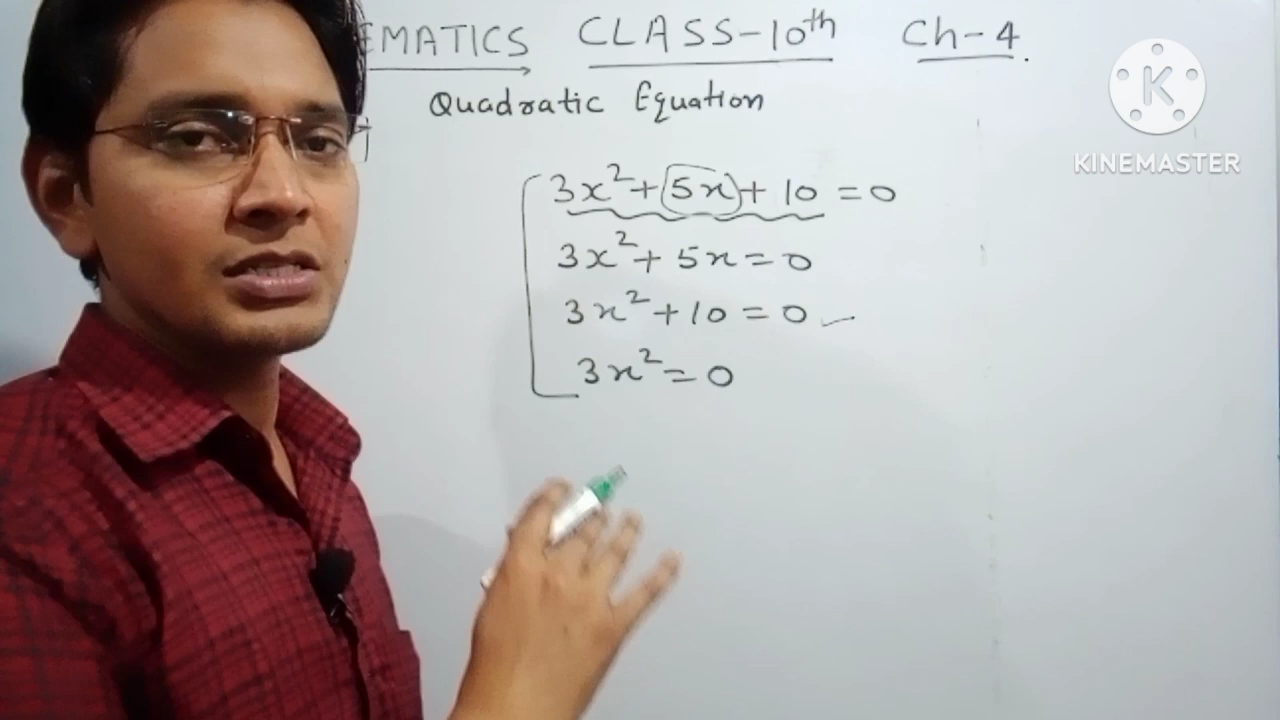 EMATICS CLASS-10th Ch-4.
Quadratic Equation
3x²+5x+10=0
3x²+5x=0
3x²+10=0
3x²=0
K
KINEMASTER